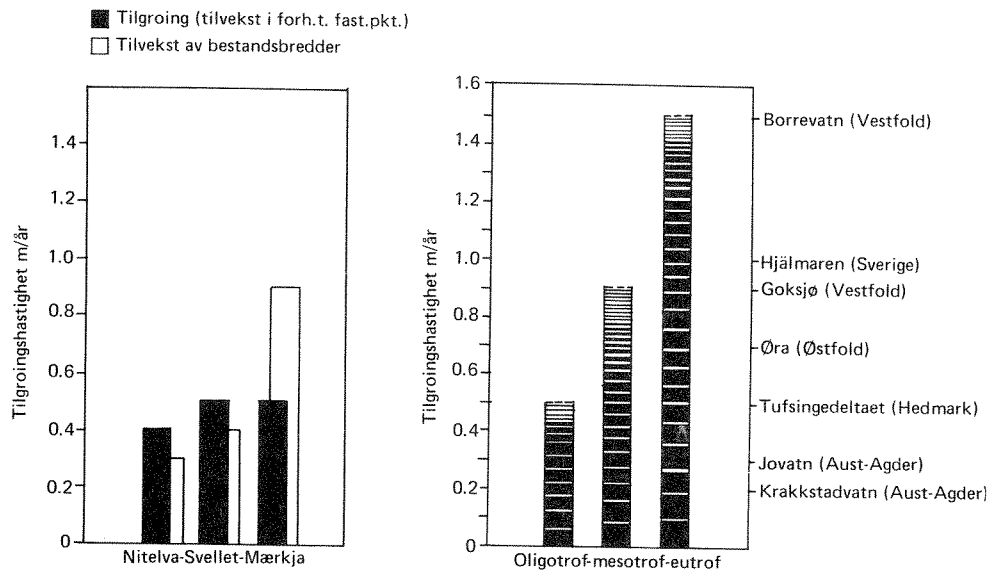 Tilgroing (tilvekst i forh.t. fast.pkt.)
Tilvekst av bestandsbredder
Tilgroingshastighet m/år
1.4
1.2
1.0
0.8
0.6
0.4
0.2
0
Nitelva-Svellet-Mærkja
Tilgroingshastighet m/år
1.6
1.4
1.2
1.0
0.8
0.6
0.4
0.2
0
Oligotrof-mesotrof-eutrof
Borrevatn (Vestfold)
Hjälmaren (Sverige)
Goksjø (Vestfold)
Øra (Østfold)
Tufsingedeltaet (Hedmark)
Jovatn (Aust-Agder)
Krakkstadvatn (Aust-Agder)